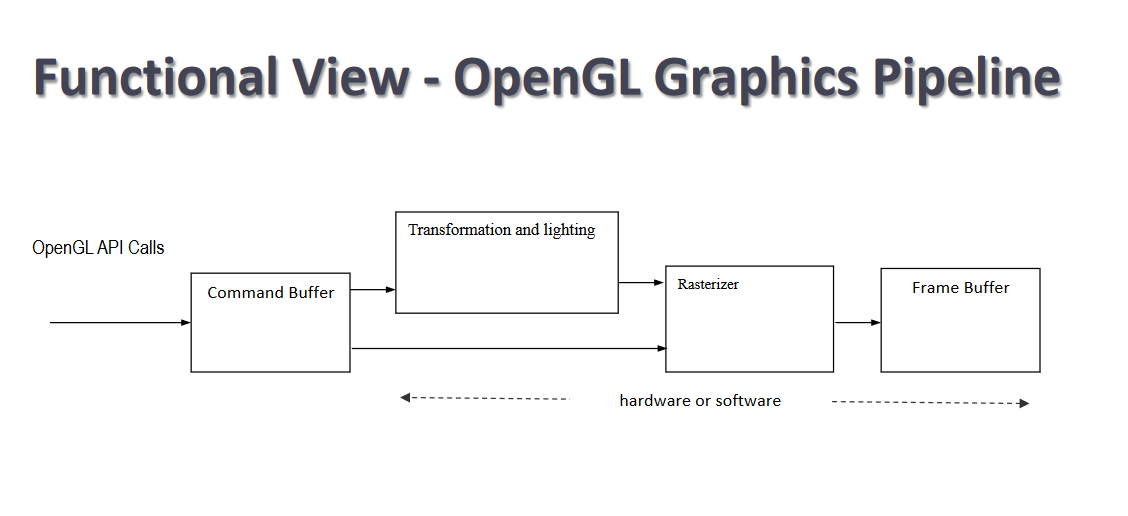 Functional View - OpenGL Graphics Pipeline
OpenGL API Calls
Command Buffer
Transformation and lighting
Rasterizer
Frame Buffer
hardware or software